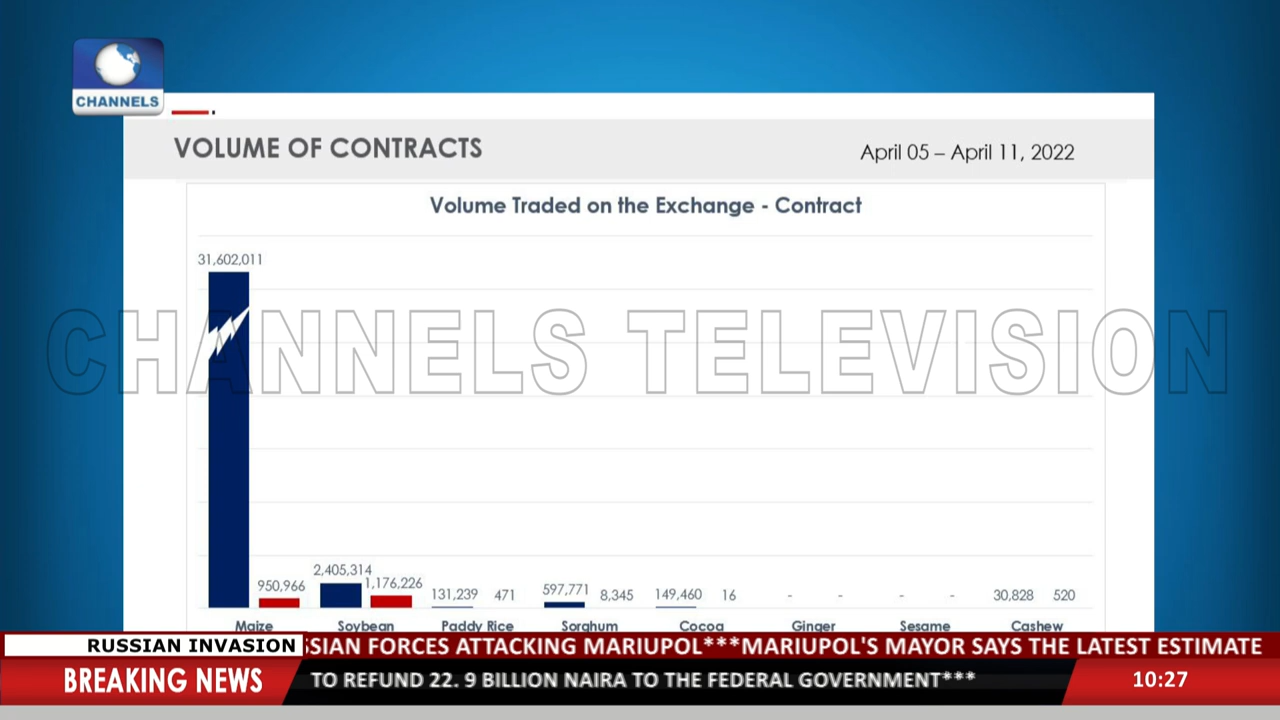 CHANNELS
VOLUME OF CONTRACTS
April 05 – April 11, 2022
Volume Traded on the Exchange - Contract
31,602,011
CHANNELS TELEVISION
2,405,314
950,966
1,176,226
131,239
471
597,771
8,345
149,460
16
-
-
-
-
30,828
520
Maize
Soybean
Paddy Rice
Sorghum
Cocoa
Ginger
Sesame
Cashew
RUSSIAN INVASION
SSIAN FORCES ATTACKING MARIUPOL***MARIUPOL'S MAYOR SAYS THE LATEST ESTIMATE
BREAKING NEWS
TO REFUND 22. 9 BILLION NAIRA TO THE FEDERAL GOVERNMENT***
10:27